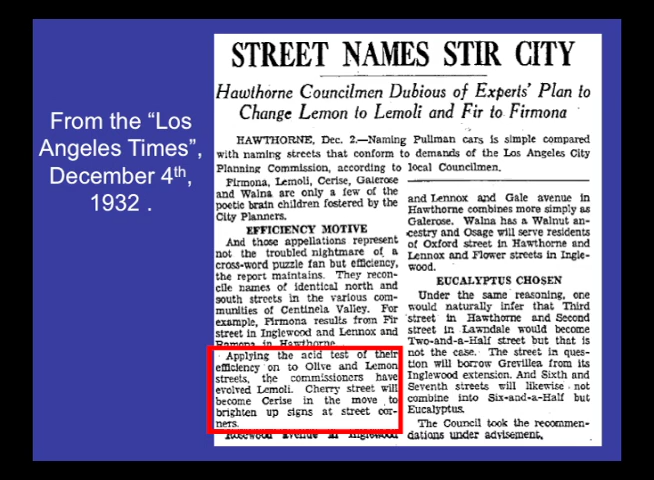 From the “Los
Angeles Times”,
December 4th,
1932 .
STREET NAMES STIR CITY
Hawthorne Councilmen Dubious of Experts' Plan to
Change Lemon to Lemoli and Fir to Firmona
HAWTHORNE, Dec. 2.—Naming Pullman cars is simple compared
with naming streets that conform to demands of the Los Angeles City
Planning Commission, according to local Councilmen.
Firmona, Lemoli, Cerise, Galerose
and Walna are only a few of the
poetic brain children fostered by the
City Planners.
EFFICIENCY MOTIVE
And those appellations represent
not the troubled nightmare of a
cross-word puzzle fan but efficiency,
the report maintains. They recon-
cile names of identical north and
south streets in the various com-
munities of Centinela Valley. For
example, Firmona results from Fir
street in Inglewood and Lennox and
Ramona in Hawthorne.
Applying the acid test of their
efficiency on to Olive and Lemon
streets, the commissioners have
evolved Lemoli. Cherry street will
become Cerise in the move to
brighten up signs at street cor-
ners.
Rosewood avenue in Inglewood
and Lennox and Gale avenue in
Hawthorne combines more simply as
Galerose. Walna has a Walnut an-
cestry and Osage will serve residents
of Oxford street in Hawthorne and
Lennox and Flower streets in Ingle-
wood.
EUCALYPTUS CHOSEN
Under the same reasoning, one
would naturally infer that Third
street in Hawthorne and Second
street in Lawndale would become
Two-and-a-Half street but that is
not the case. The street in ques-
tion will borrow Grevillea from its
Inglewood extension. And Sixth and
Seventh streets will likewise not
combine into Six-and-a-Half but
Eucalyptus.
The Council took the recommen-
dations under advisement.